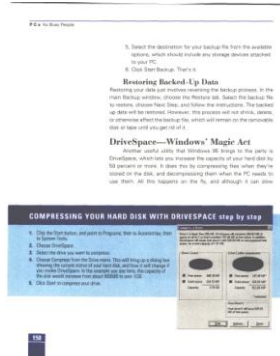 PCs for Busy People
5. Select the destination for your backup file from the available
options, which should include any storage devices attached
to your PC.
6. Click Start Backup. That's it.
Restoring Backed-Up Data
Restoring your data just involves reversing the backup process. In the
main Backup window, choose the Restore tab. Select the backup file
to restore, choose Next Step, and follow the instructions. The backed
up data will be restored. However, this process will not shrink, delete,
or otherwise affect the backup file, which will remain on the removable
disk or tape until you get rid of it.
DriveSpace—Windows' Magic Act
Another useful utility that Windows 95 brings to the party is
DriveSpace, which lets you increase the capacity of your hard disk by
50 percent or more. It does this by compressing files when they're
stored on the disk, and decompressing them when the PC needs to
use them. All this happens on the fly, and although it can slow
COMPRESSING YOUR HARD DISK WITH DRIVESPACE step by step
1. Click the Start button, and point to Programs, then to Accessories, then
to System Tools.
2. Choose DriveSpace.
3. Select the drive you want to compress.
4. Choose Compress from the Drive menu. This will bring up a dialog box
showing the current status of your hard disk, and how it will change if
you invoke DriveSpace. In the example you see here, the capacity of
the disk would increase from about
5. Click Start to compress your drive.
158